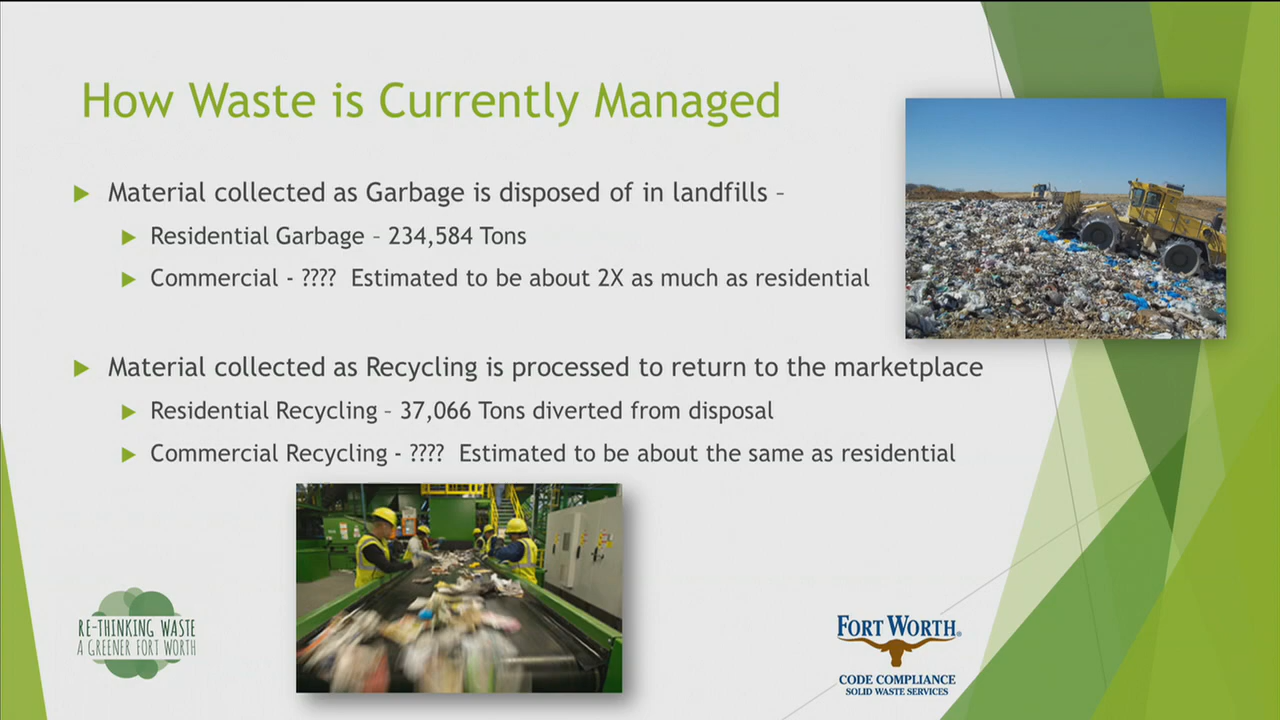 How Waste is Currently Managed
Material collected as Garbage is disposed of in landfills –
Residential Garbage – 234,584 Tons
Commercial - ???? Estimated to be about 2X as much as residential
Material collected as Recycling is processed to return to the marketplace
Residential Recycling – 37,066 Tons diverted from disposal
Commercial Recycling - ???? Estimated to be about the same as residential
RE-THINKING WASTE
A GREENER FORT WORTH
FORT WORTH®
CODE COMPLIANCE
SOLID WASTE SERVICES